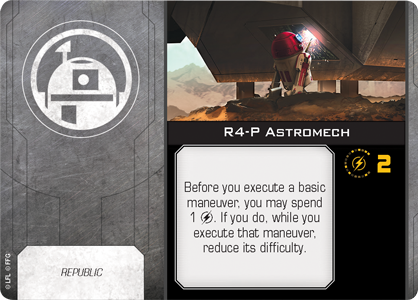 R4-P ASTROMECH
2
Before you execute a basic
maneuver, you may spend
1 . If you do, while you
execute that maneuver,
reduce its difficulty.
REPUBLIC
© LFL © FFG